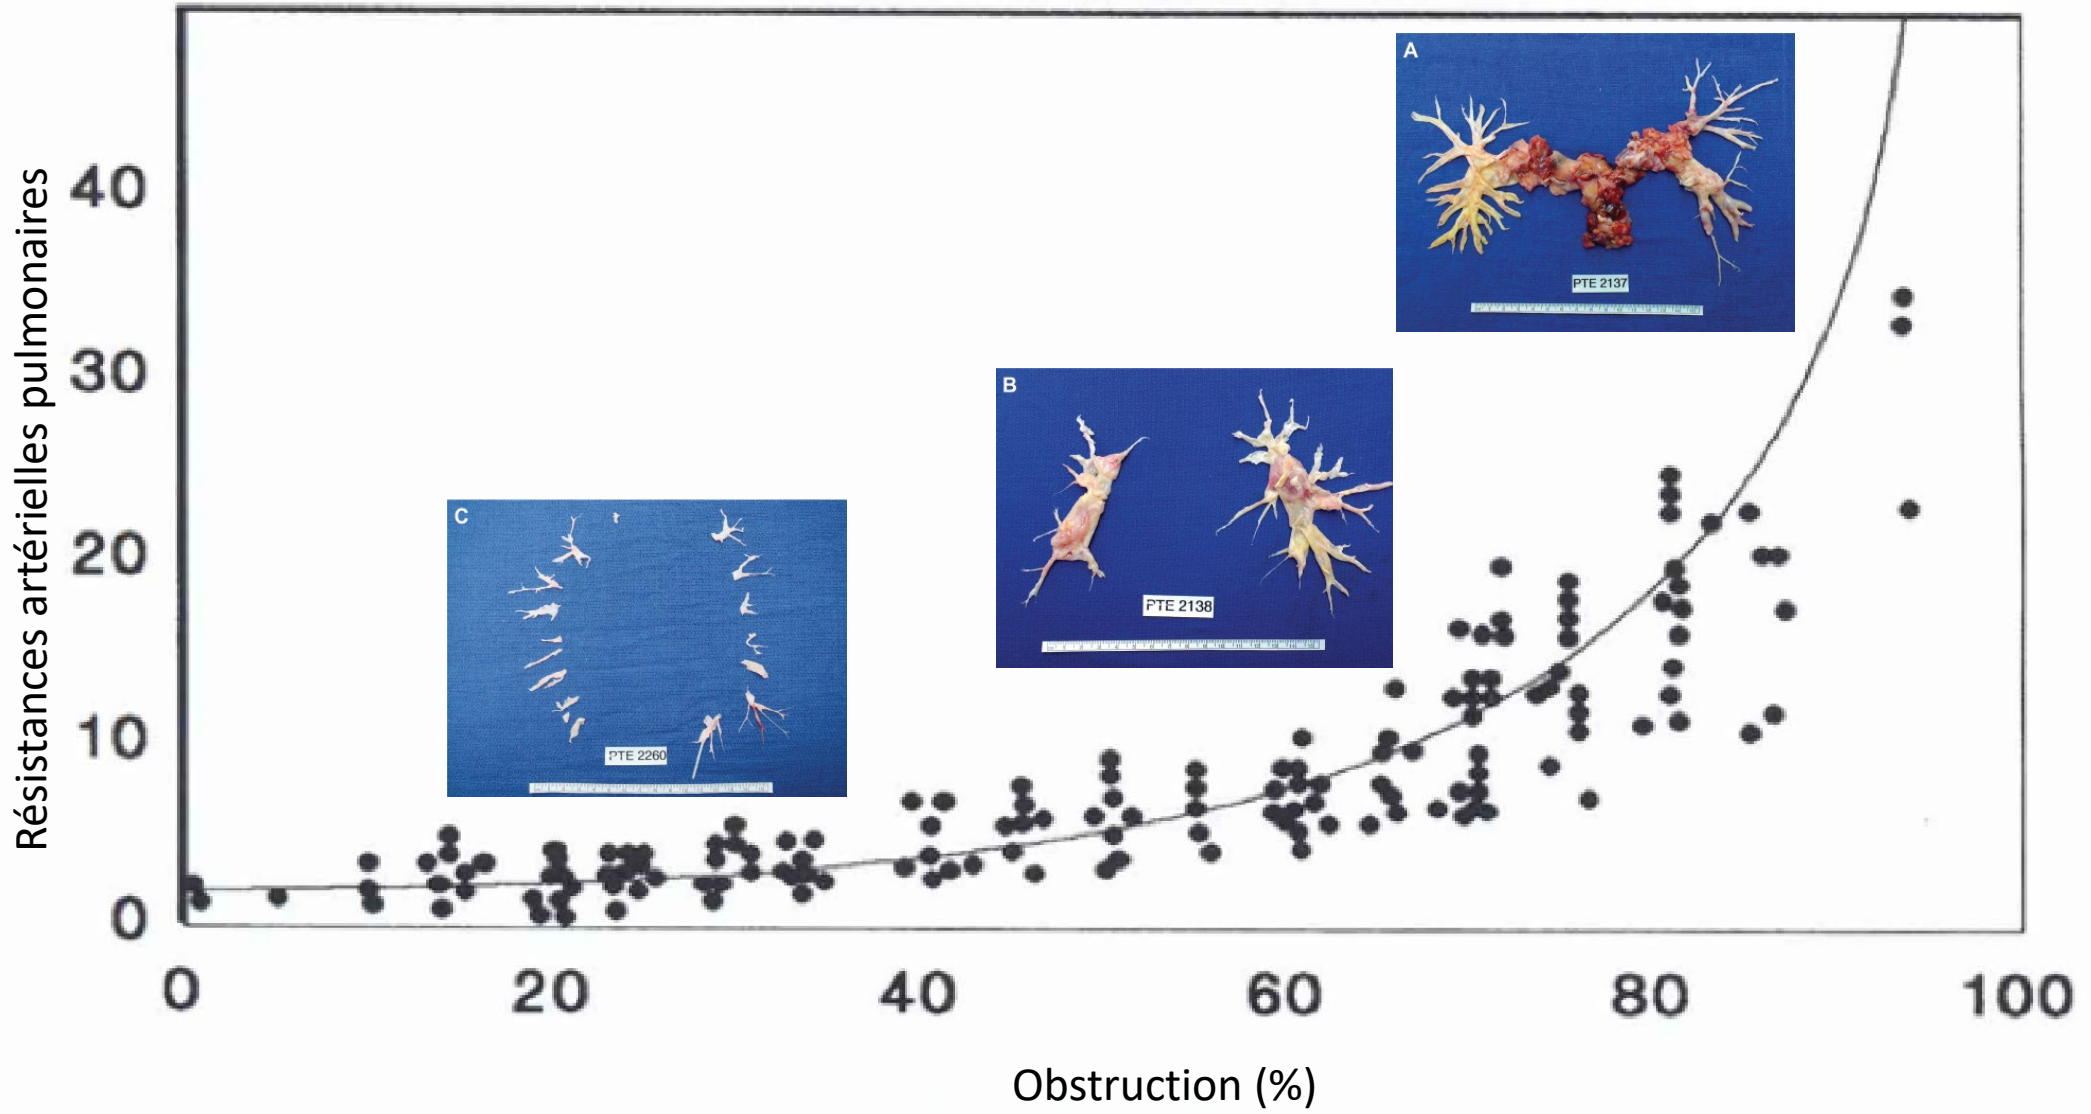 Résistances artérielles pulmonaires
40
30
20
10
0
A
PTE 2137
B
PTE 2138
C
PTE 2260
0 20 40 60 80 100
Obstruction (%)